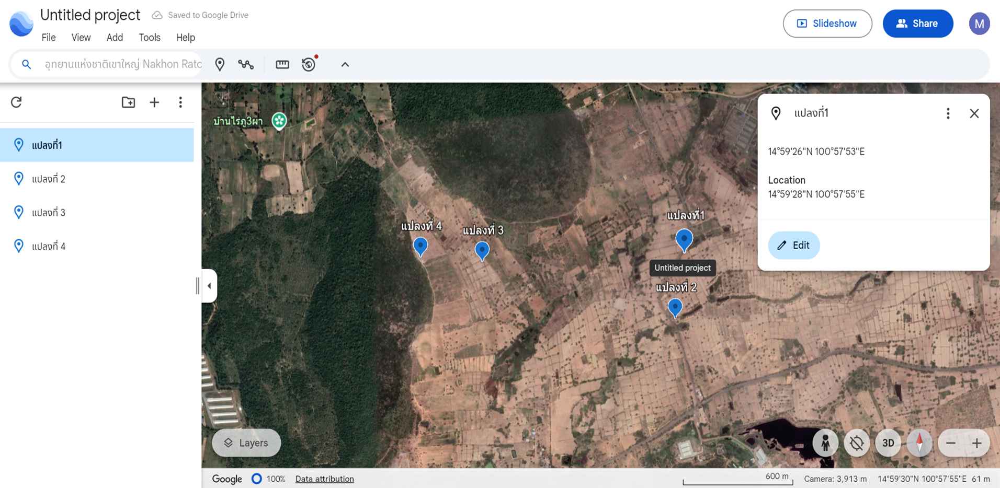 Untitled project
Saved to Google Drive
File View Add Tools Help
Slideshow
Share
M
อุทยานแห่งชาติเขาใหญ่ Nakhon Ratc
แปลงที่1
แปลงที่ 2
แปลงที่ 3
แปลงที่ 4
บ้านไร่ภู3ผา
แปลงที่ 4
แปลงที่ 3
แปลงที่1
Untitled project
แปลงที่ 2
แปลงที่1
14°59'26"N 100°57'53"E
Location
14°59'28"N 100°57'55"E
Edit
Layers
3D
Google 100% Data attribution
600 m
Camera: 3,913 m 14°59'30"N 100°57'55"E 61 m